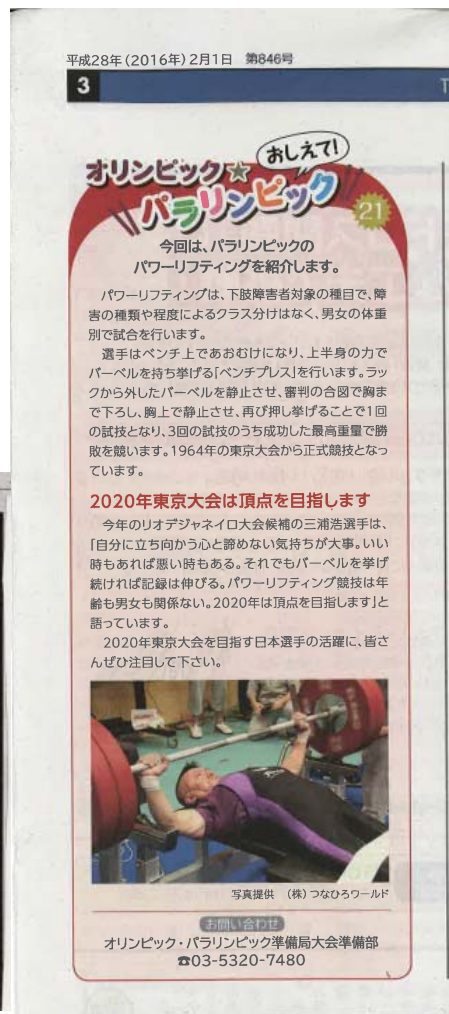 平成28年(2016年)2月1日 第846号
3
T
おしえて!
オリンピック☆
パラリンピック
21
今回は、パラリンピックの
パワーリフティングを紹介します。
パワーリフティングは、下肢障害者対象の種目で、障
害の種類や程度によるクラス分けはなく、男女の体重
別で試合を行います。
選手はベンチ上であおむけになり、上半身の力で
バーベルを持ち挙げる「ベンチプレス」を行います。ラッ
クから外したバーベルを静止させ、審判の合図で胸ま
で下ろし、胸上で静止させ、再び押し挙げることで1回
の試技となり、3回の試技のうち成功した最高重量で勝
敗を競います。1964年の東京大会から正式競技となっ
ています。
2020年東京大会は頂点を目指します
今年のリオデジャネイロ大会候補の三浦浩選手は、
「自分に立ち向かう心と諦めない気持ちが大事。いい
時もあれば悪い時もある。それでもバーベルを挙げ
続ければ記録は伸びる。パワーリフティング競技は年
齢も男女も関係ない。2020年は頂点を目指します」と
語っています。
2020年東京大会を目指す日本選手の活躍に、皆さ
んぜひ注目して下さい。
写真提供 (株)つなひろワールド
お問い合わせ
オリンピック・パラリンピック準備局大会準備部
☎03-5320-7480